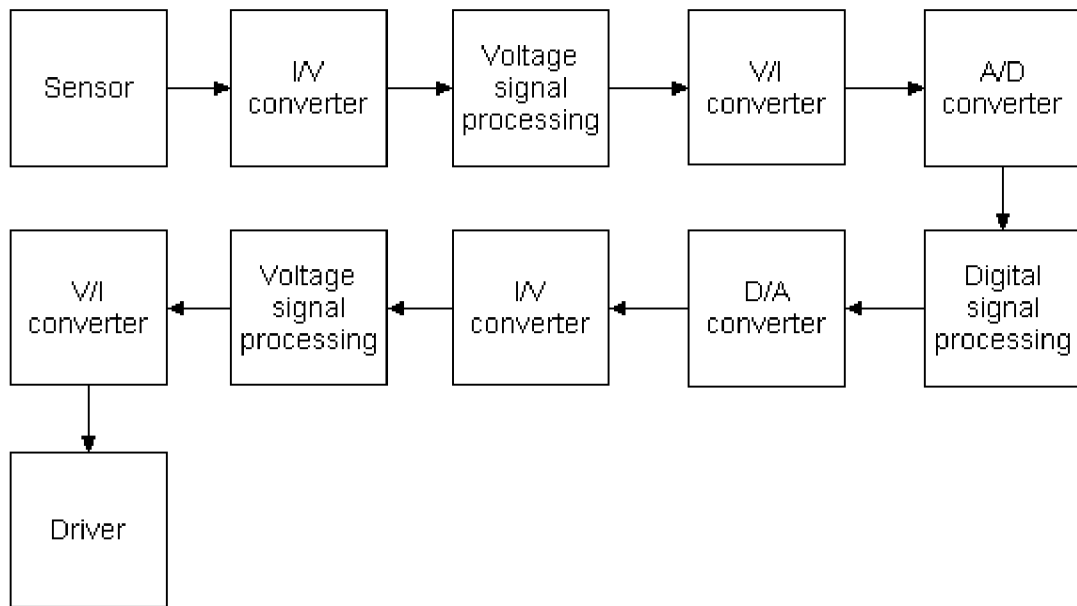 Sensor
I/V
converter
Voltage
signal
processing
V/I
converter
A/D
converter
Digital
signal
processing
D/A
converter
I/V
converter
Voltage
signal
processing
V/I
converter
Driver